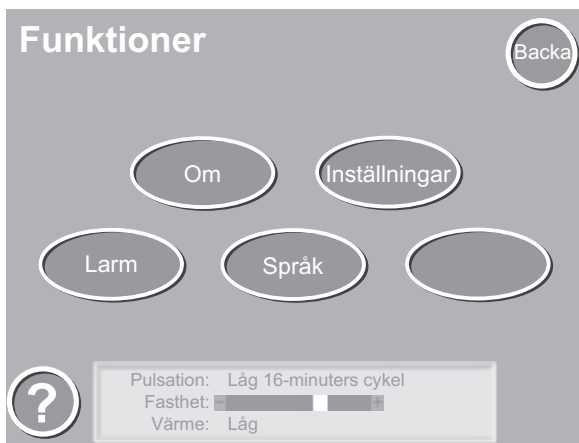 Funktioner
Backa
Om
Inställningar
Larm
Språk
?
Pulsation: Låg 16-minuters cykel
Fasthet: - +
Värme: Låg